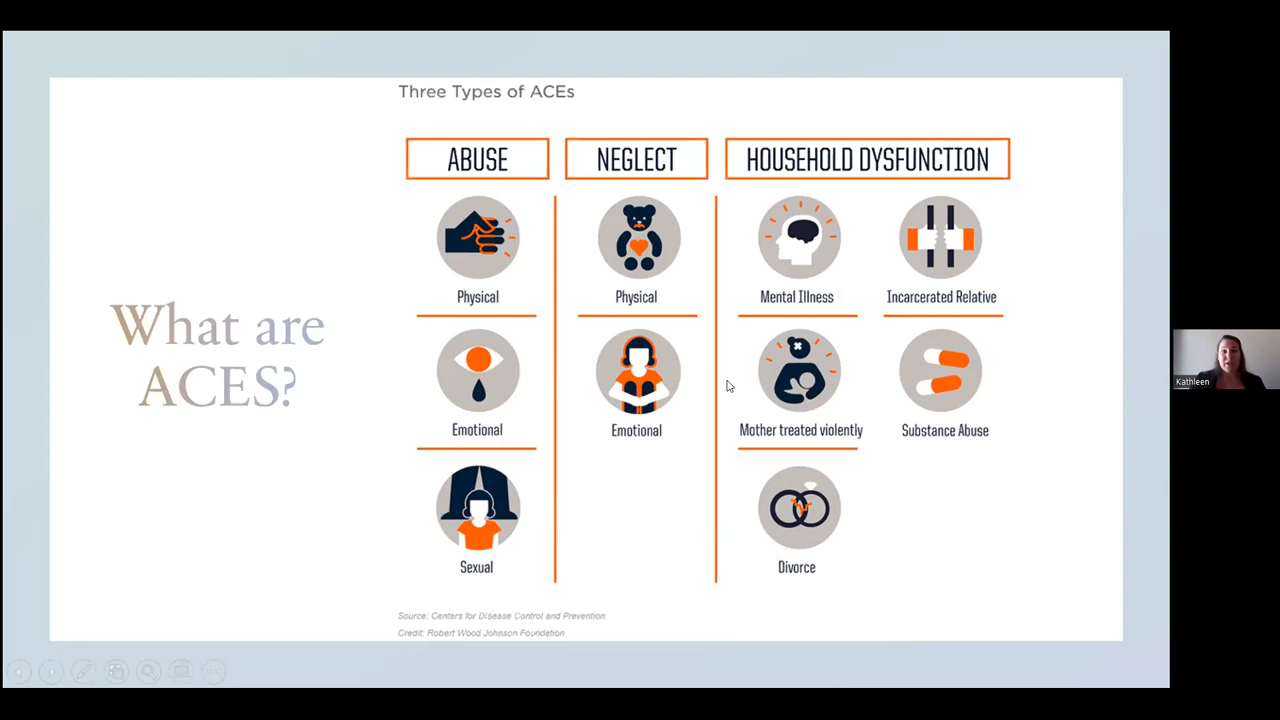 Three Types of ACEs
What are
ACES?
ABUSE
NEGLECT
HOUSEHOLD DYSFUNCTION
Physical
Physical
Mental Illness
Incarcerated Relative
Emotional
Emotional
Mother treated violently
Substance Abuse
Sexual
Divorce
Source: Centers for Disease Control and Prevention
Credit: Robert Wood Johnson Foundation
Kathleen